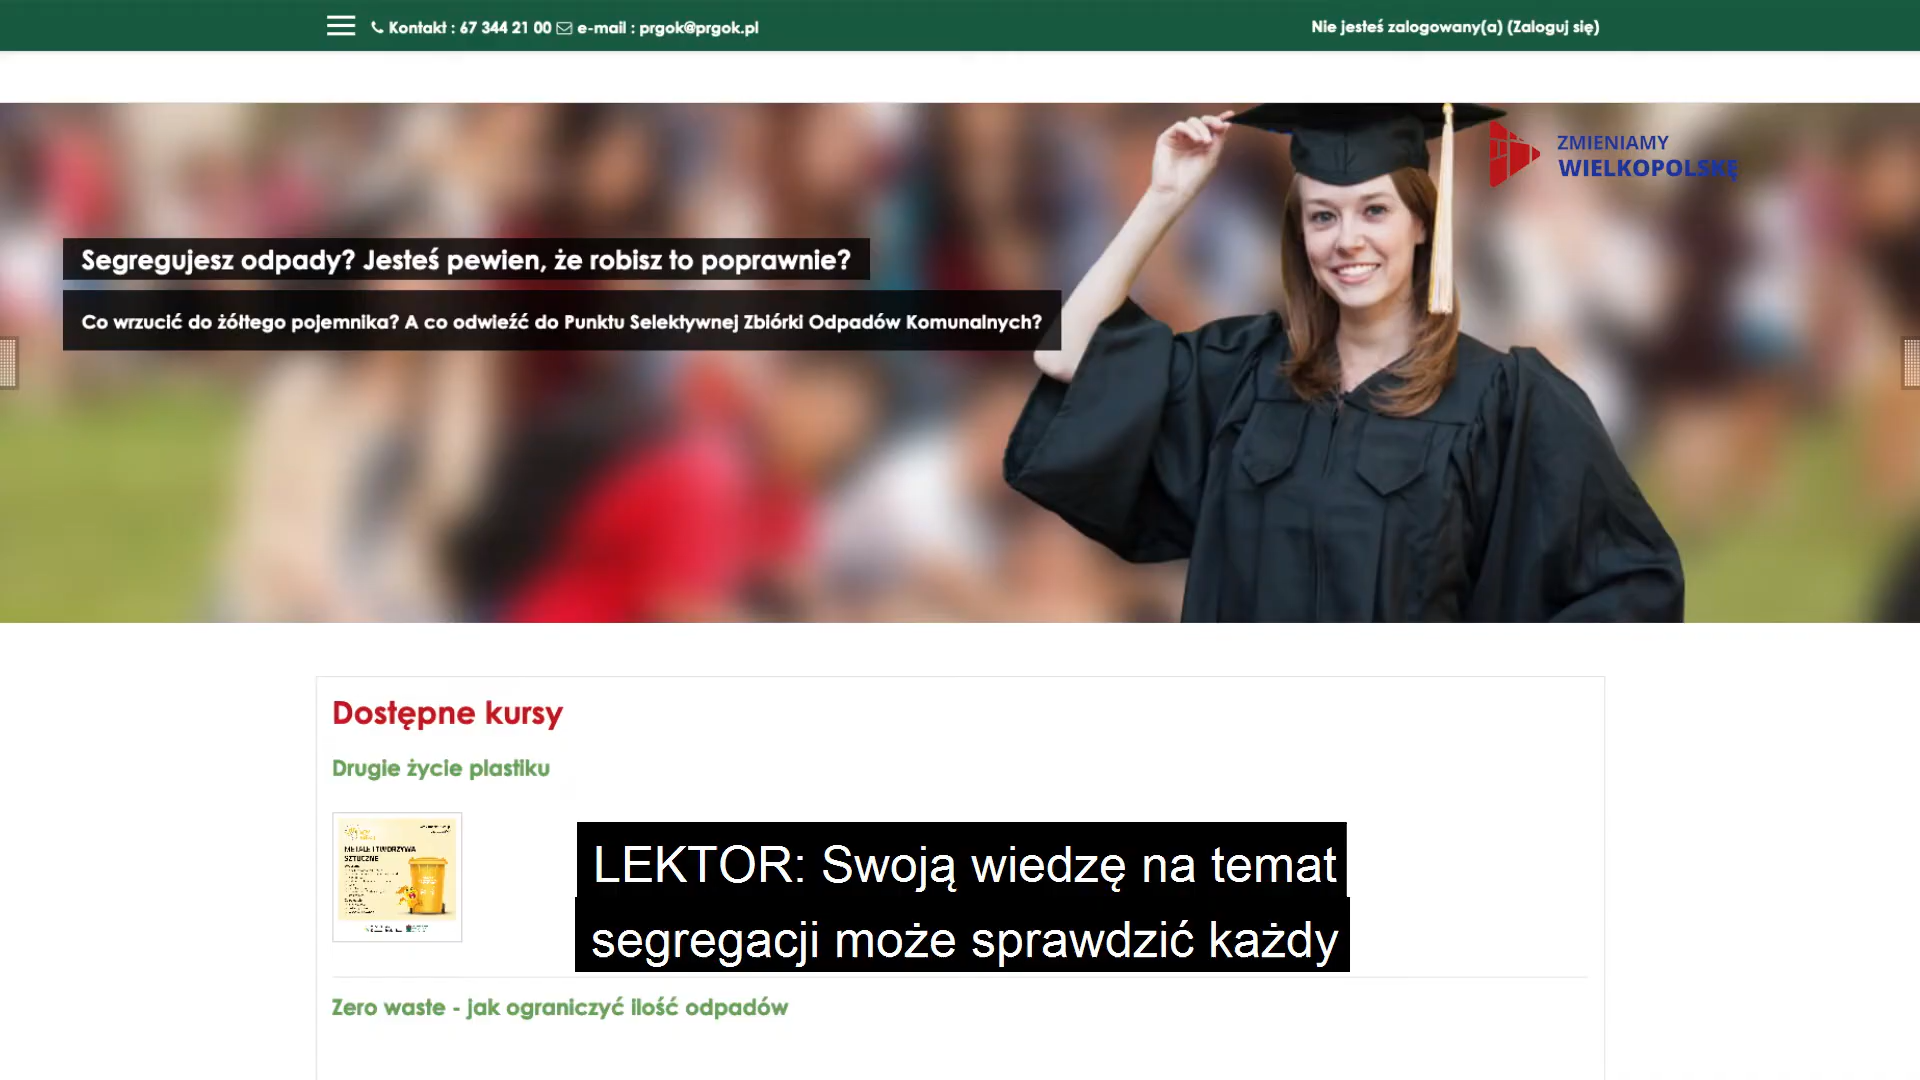 Kontakt : 67 344 21 00 e-mail : prgok@prgok.pl
Nie jesteś zalogowany(a) (Zaloguj się)
ZMIENIAMY
WIELKOPOLSKĘ
Segregujesz odpady? Jesteś pewien, że robisz to poprawnie?
Co wrzucić do żółtego pojemnika? A co odwieźć do Punktu Selektywnej Zbiórki Odpadów Komunalnych?
Dostępne kursy
Drugie życie plastiku
METALE I TWORZYWA
SZTUCZNE
LEKTOR: Swoją wiedzę na temat
segregacji może sprawdzić każdy
Zero waste - jak ograniczyć ilość odpadów